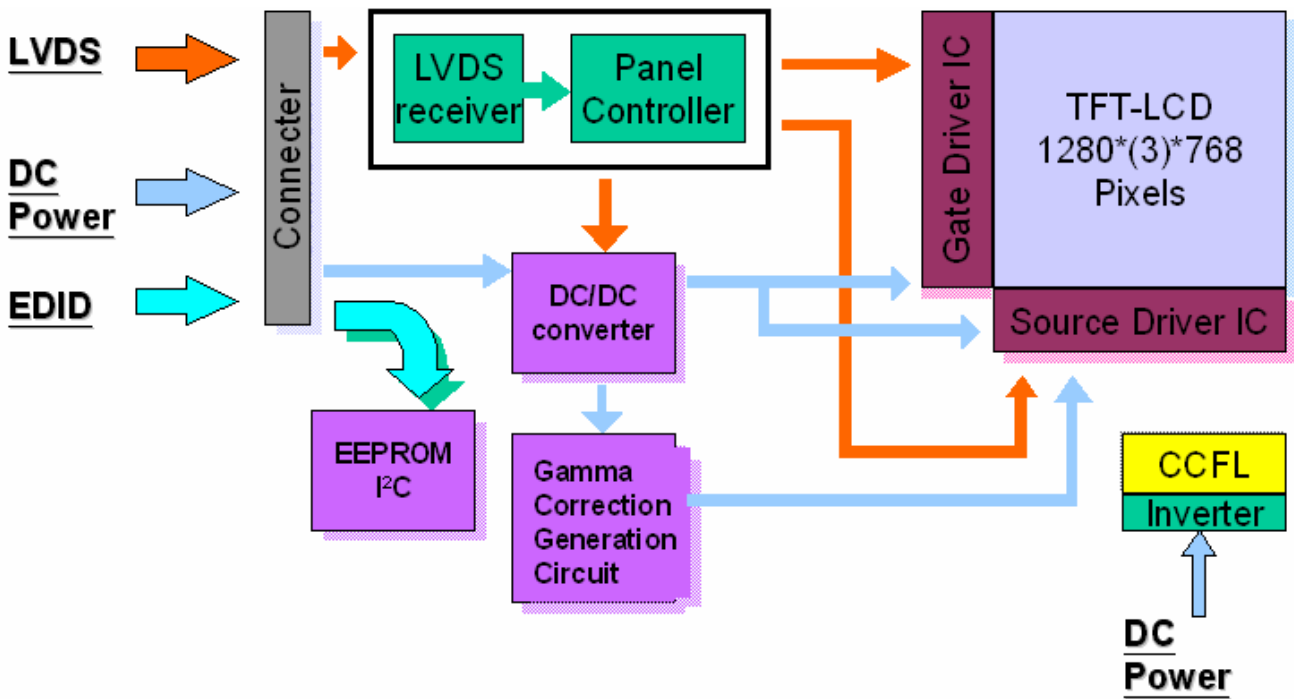 LVDS
DC
Power
EDID
Connecter
LVDS
receiver
Panel
Controller
Gate Driver IC
TFT-LCD
1280*(3)*768
Pixels
Source Driver IC
DC/DC
converter
EEPROM
I²C
Gamma
Correction
Generation
Circuit
CCFL
Inverter
DC
Power